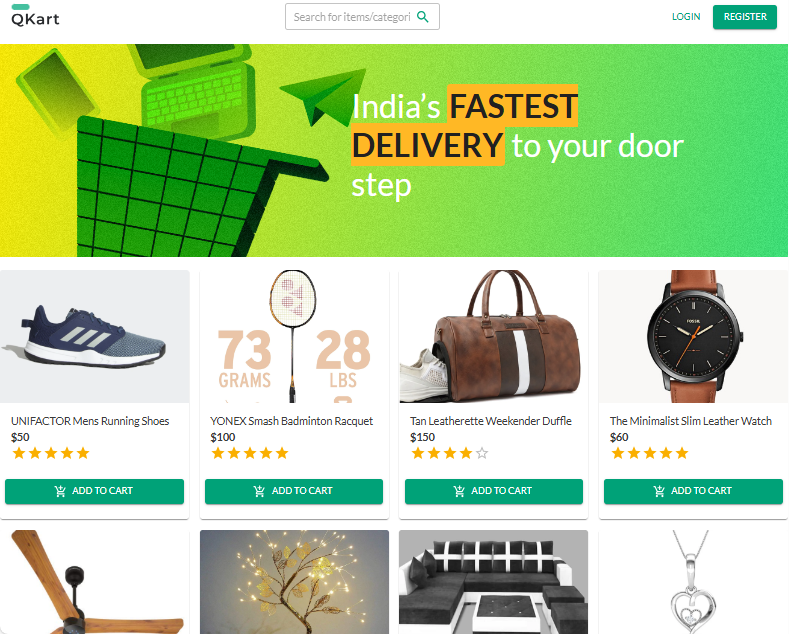 QKart
Search for items/categori
LOGIN
REGISTER
India’s FASTEST
DELIVERY to your door
step
73
GRAMS
28
LBS
FOSSIL
UNIFACTOR Mens Running Shoes
$50
ADD TO CART
YONEX Smash Badminton Racquet
$100
ADD TO CART
Tan Leatherette Weekender Duffle
$150
ADD TO CART
The Minimalist Slim Leather Watch
$60
ADD TO CART